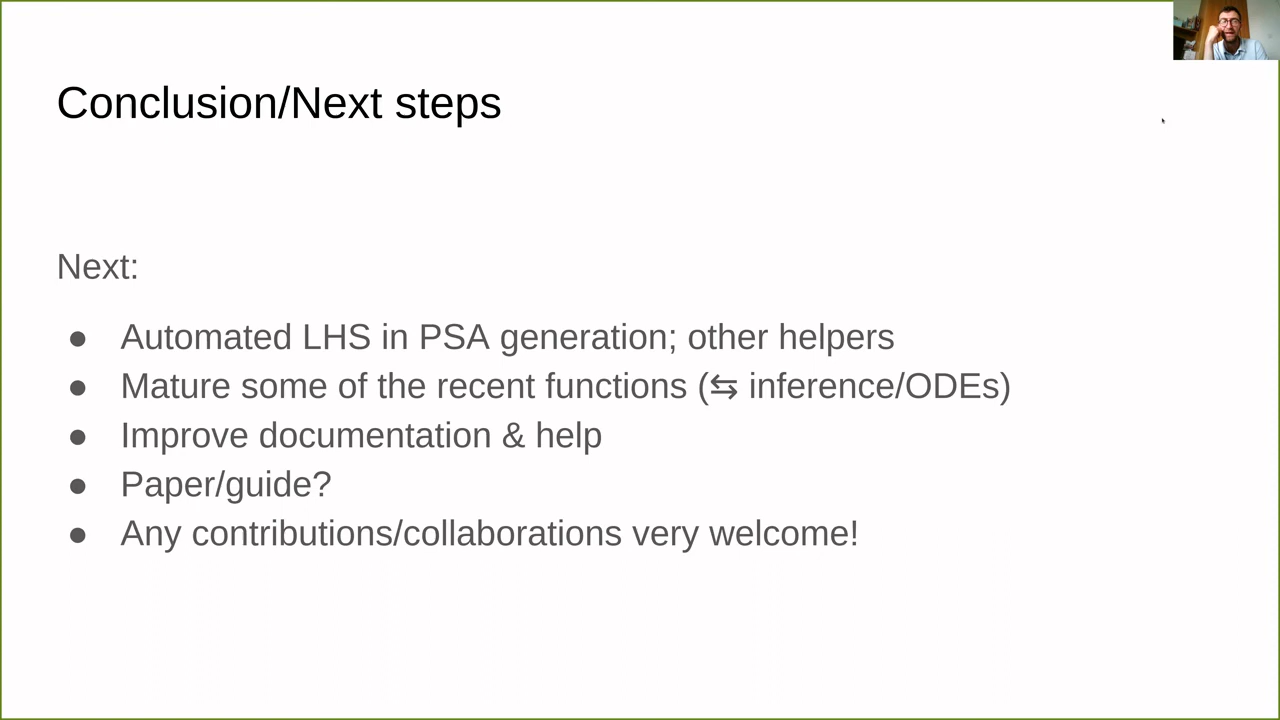 Conclusion/Next steps
Next:
● Automated LHS in PSA generation; other helpers
● Mature some of the recent functions (⇆ inference/ODEs)
● Improve documentation & help
● Paper/guide?
● Any contributions/collaborations very welcome!